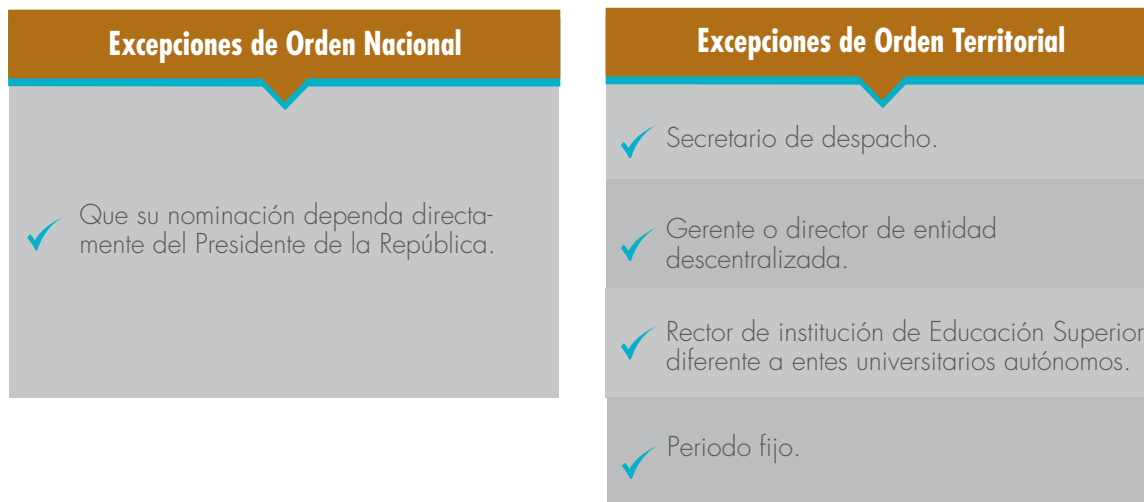 Excepciones de Orden Nacional
Que su nominación dependa directa-
mente del Presidente de la República.
Excepciones de Orden Territorial
Secretario de despacho.
Gerente o director de entidad
descentralizada.
Rector de institución de Educación Superior
diferente a entes universitarios autónomos.
Periodo fijo.